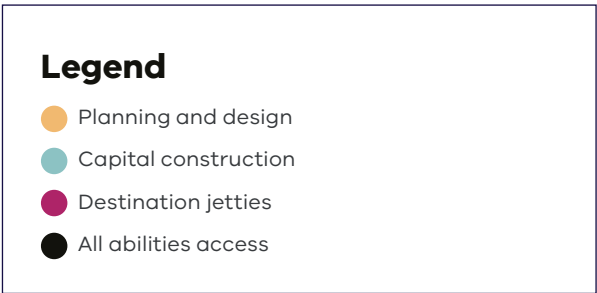 Legend
Planning and design
Capital construction
Destination jetties
All abilities access